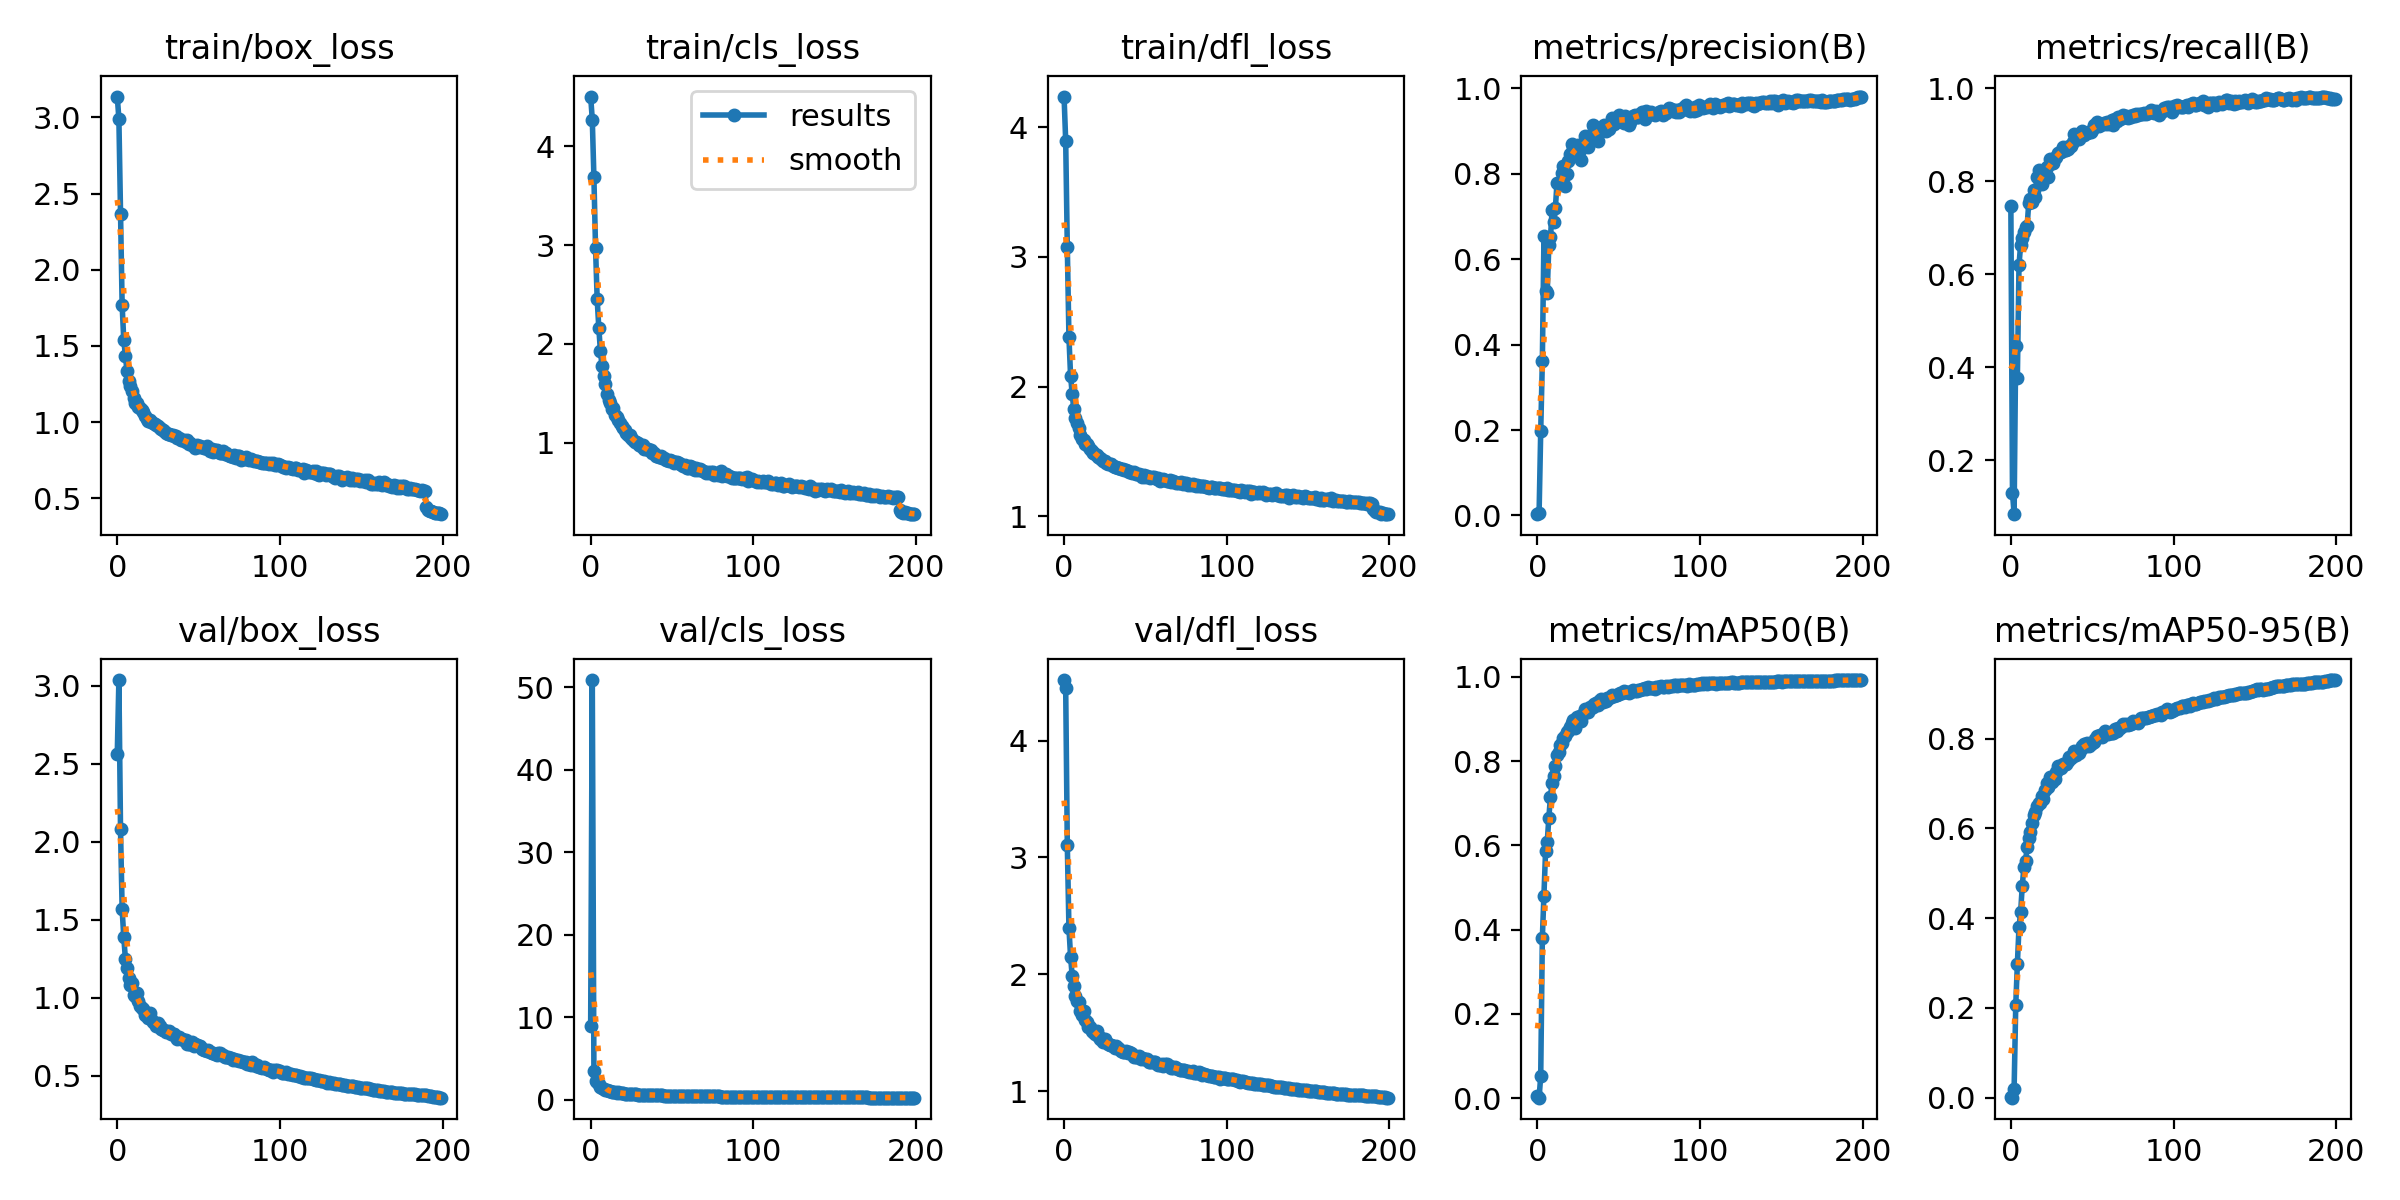 train/box_loss
train/cls_loss
train/dfl_loss
metrics/precision(B)
metrics/recall(B)
3.0
2.5
2.0
1.5
1.0
0.5
0 100 200
results
smooth
4
3
2
1
0 100 200
4
3
2
1
0 100 200
1.0
0.8
0.6
0.4
0.2
0.0
0 100 200
1.0
0.8
0.6
0.4
0.2
0 100 200
val/box_loss
val/cls_loss
val/dfl_loss
metrics/mAP50(B)
metrics/mAP50-95(B)
3.0
2.5
2.0
1.5
1.0
0.5
0 100 200
50
40
30
20
10
0
0 100 200
4
3
2
1
0 100 200
1.0
0.8
0.6
0.4
0.2
0.0
0 100 200
0.8
0.6
0.4
0.2
0.0
0 100 200